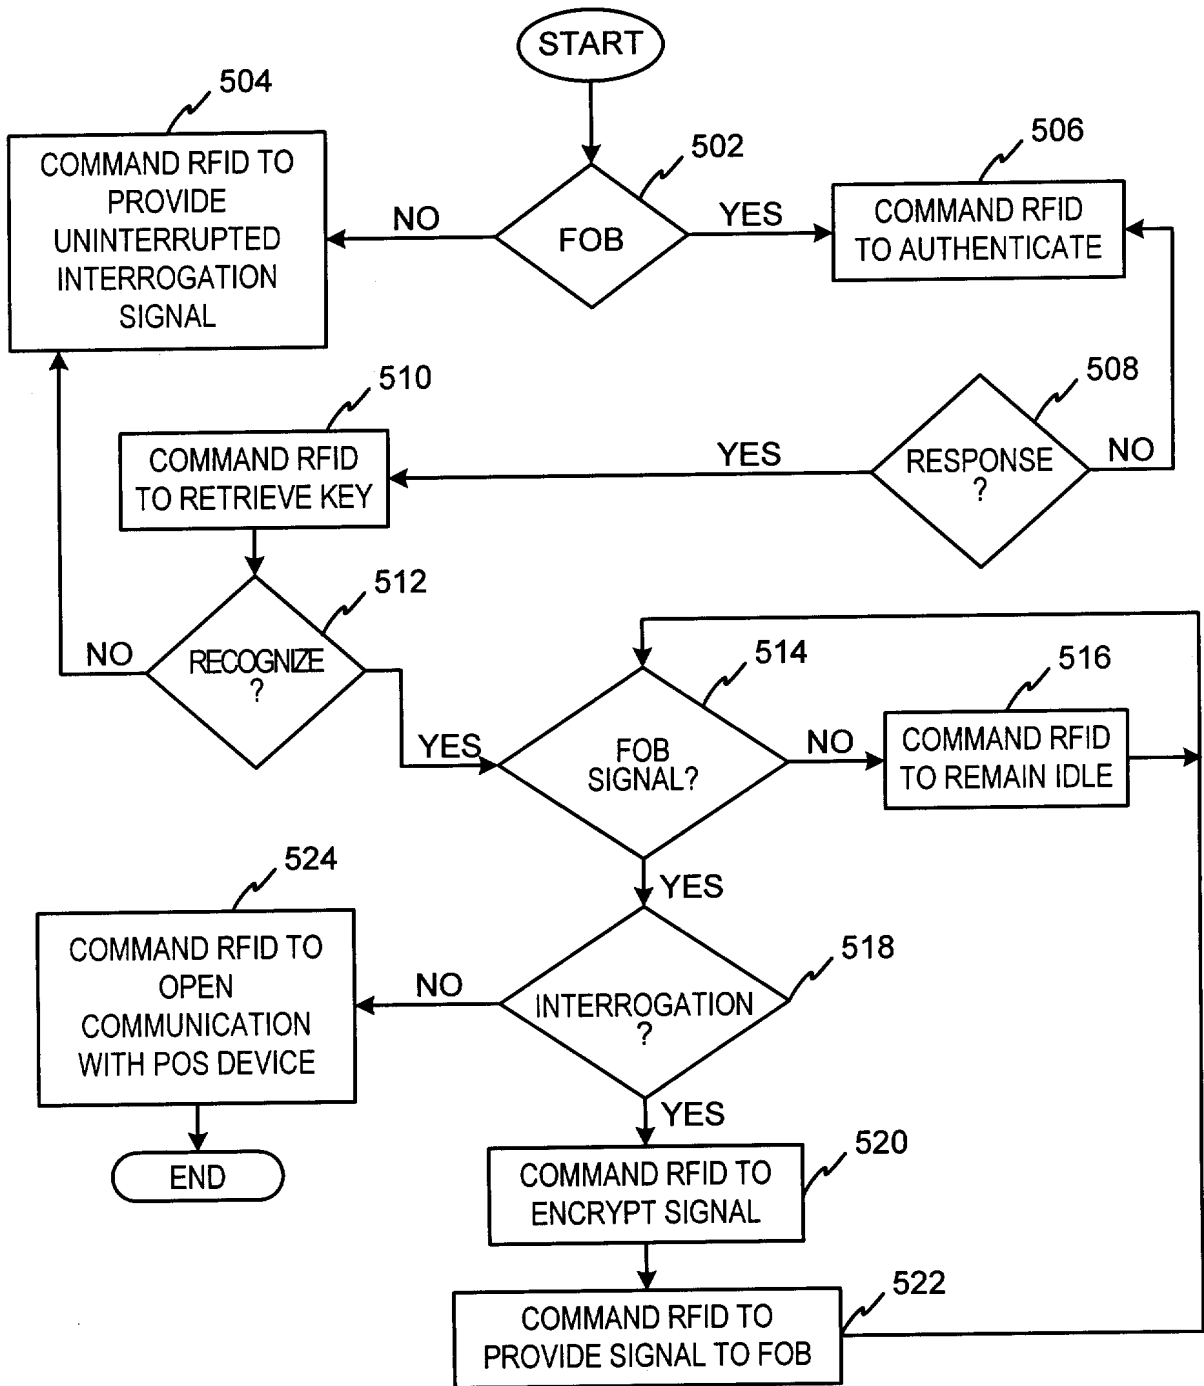 START
504
502
506
COMMAND RFID TO
PROVIDE
UNINTERRUPTED
INTERROGATION
SIGNAL
NO
FOB
YES
COMMAND RFID
TO AUTHENTICATE
510
508
COMMAND RFID
TO RETRIEVE KEY
YES
RESPONSE
?
NO
512
NO
RECOGNIZE
?
YES
514
516
FOB
SIGNAL?
NO
COMMAND RFID
TO REMAIN IDLE
YES
524
COMMAND RFID TO
OPEN
COMMUNICATION
WITH POS DEVICE
NO
INTERROGATION
?
518
YES
END
520
COMMAND RFID TO
ENCRYPT SIGNAL
522
COMMAND RFID TO
PROVIDE SIGNAL TO FOB